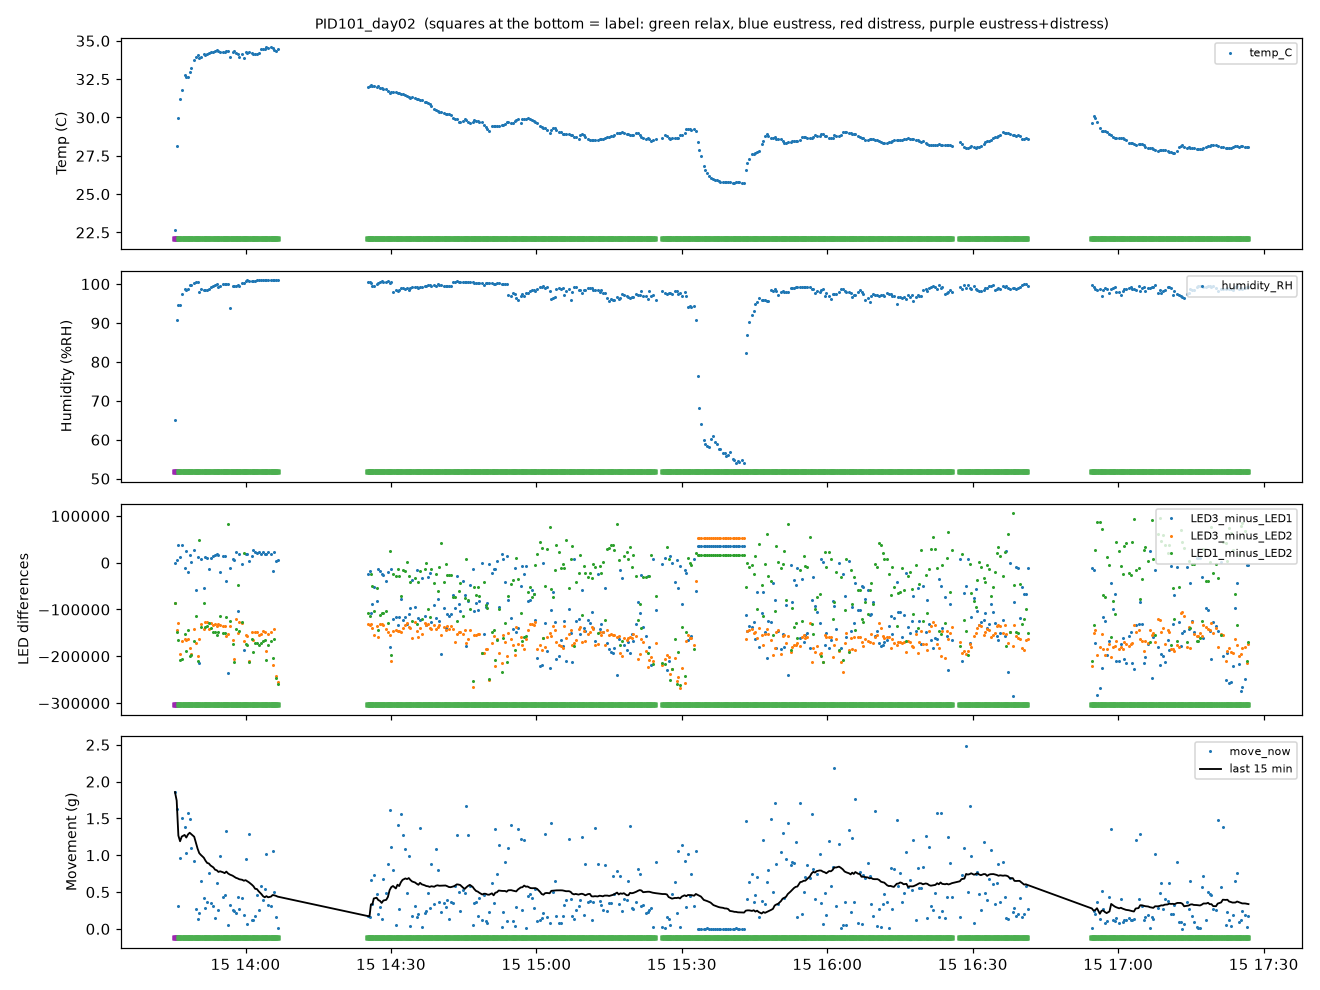 PID101_day02  (squares at the bottom = label: green relax, blue eustress, red distress, purple eustress+distress)
35.0
32.5
30.0
27.5
25.0
22.5
Temp (C)
temp_C
100
90
80
70
60
50
Humidity (%RH)
humidity_RH
100000
0
−100000
−200000
−300000
LED differences
LED3_minus_LED1
LED3_minus_LED2
LED1_minus_LED2
2.5
2.0
1.5
1.0
0.5
0.0
Movement (g)
move_now
last 15 min
15 14:00
15 14:30
15 15:00
15 15:30
15 16:00
15 16:30
15 17:00
15 17:30